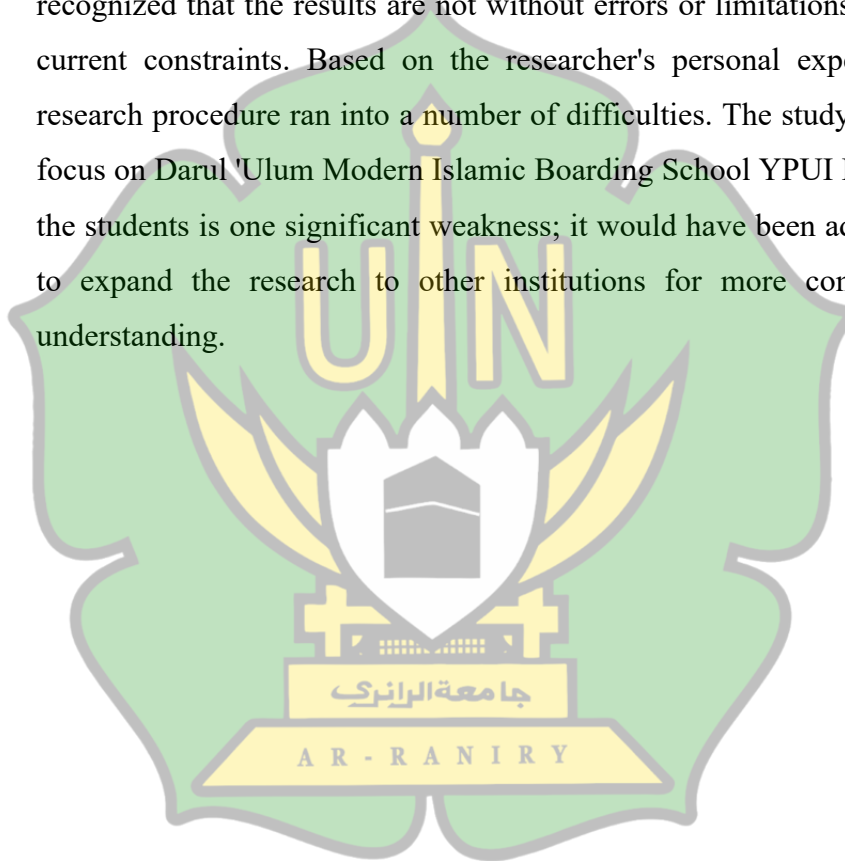 recognized that the results are not without errors or limitations
current constraints. Based on the researcher's personal
research procedure ran into a number of difficulties. The study
focus on Darul 'Ulum Modern Islamic Boarding School YPUI
the students is one significant weakness; it would have been
to expand the research to other institutions for more
understanding.
UIN
جامعة الرانري
AR-RANIRY